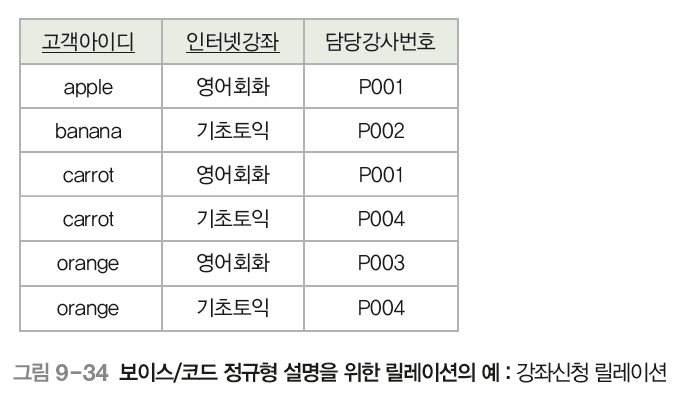 고객아이디 인터넷강좌 담당강사번호
apple 영어회화 P001
banana 기초토익 P002
carrot 영어회화 P001
carrot 기초토익 P004
orange 영어회화 P003
orange 기초토익 P004
그림 9-34 보이스/코드 정규형 설명을 위한 릴레이션의 예 : 강좌신청 릴레이션